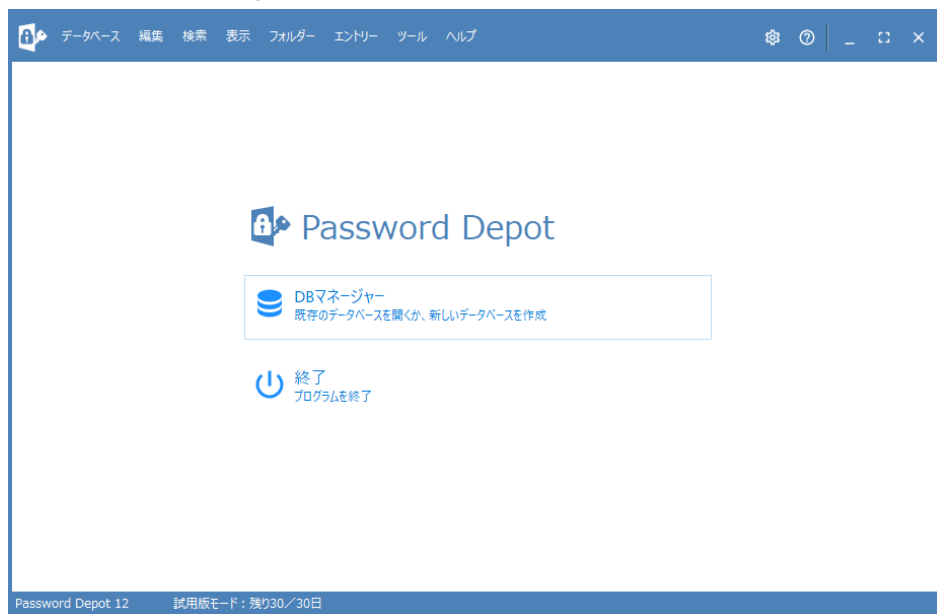 データベース 編集 検索 表示 フォルダー エントリー ツール ヘルプ
Password Depot
DBマネージャー
既存のデータベースを開くか、新しいデータベースを作成
終了
プログラムを終了
Password Depot 12 試用版モード：残り30／30日